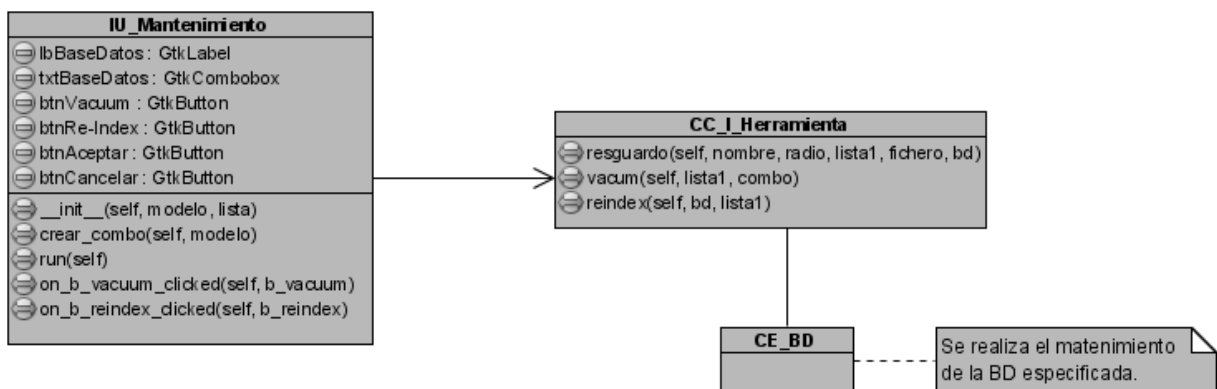 IU_Mantenimiento
lbBaseDatos : GtkLabel
txtBaseDatos : GtkCombobox
btnVacuum : GtkButton
btnRe-Index : GtkButton
btnAceptar : GtkButton
btnCancelar : GtkButton
__init__(self, modelo, lista)
crear_combo(self, modelo)
run(self)
on_b_vacuum_clicked(self, b_vacuum)
on_b_reindex_clicked(self, b_reindex)
CC_I_Herramienta
resguardo(self, nombre, radio, lista1, fichero, bd)
vacum(self, lista1, combo)
reindex(self, bd, lista1)
CE_BD
Se realiza el matenimiento
de la BD especificada.